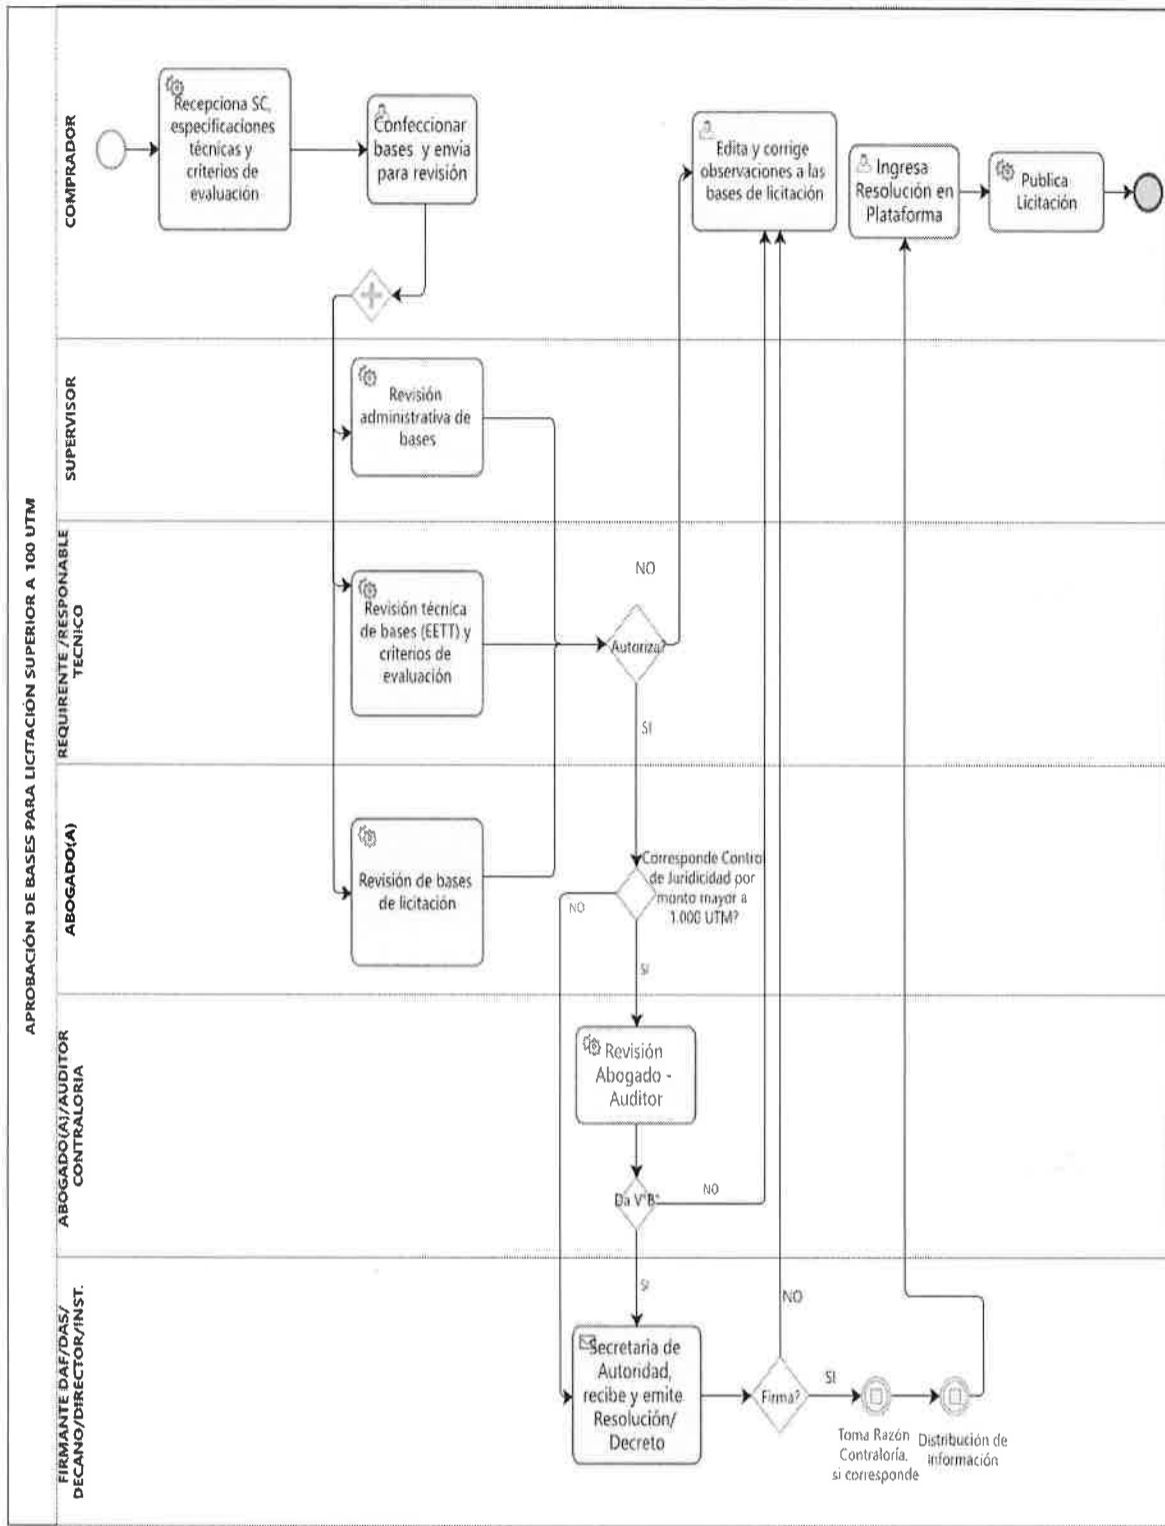 APROBACIÓN DE BASES PARA LICITACIÓN SUPERIOR A 100 UTM
COMPRADOR
Recepciona SC,
especificaciones
técnicas y
criterios de
evaluación
Confeccionar
bases y envia
para revisión
Edita y corrige
observaciones a las
bases de licitación
Ingresa
Resolución en
Plataforma
Publica
Licitación
SUPERVISOR
Revisión
administrativa de
bases
REQUIRENTE /RESPONABLE
TECNICO
Revisión técnica
de bases (EETT) y
criterios de
evaluación
Autoriza?
NO
SI
ABOGADO(A)
Revisión de bases
de licitación
Corresponde Contro
de Juridicidad por
monto mayor a
1.000 UTM?
NO
SI
ABOGADO(A)/AUDITOR
CONTRALORIA
Revisión
Abogado -
Auditor
Da V°B°
NO
SI
FIRMANTE DAF/DAS/
DECANO/DIRECTOR/INST.
Secretaria de
Autoridad,
recibe y emite
Resolución/
Decreto
Firma?
NO
SI
Toma Razón
Contraloría.
si corresponde
Distribución de
información